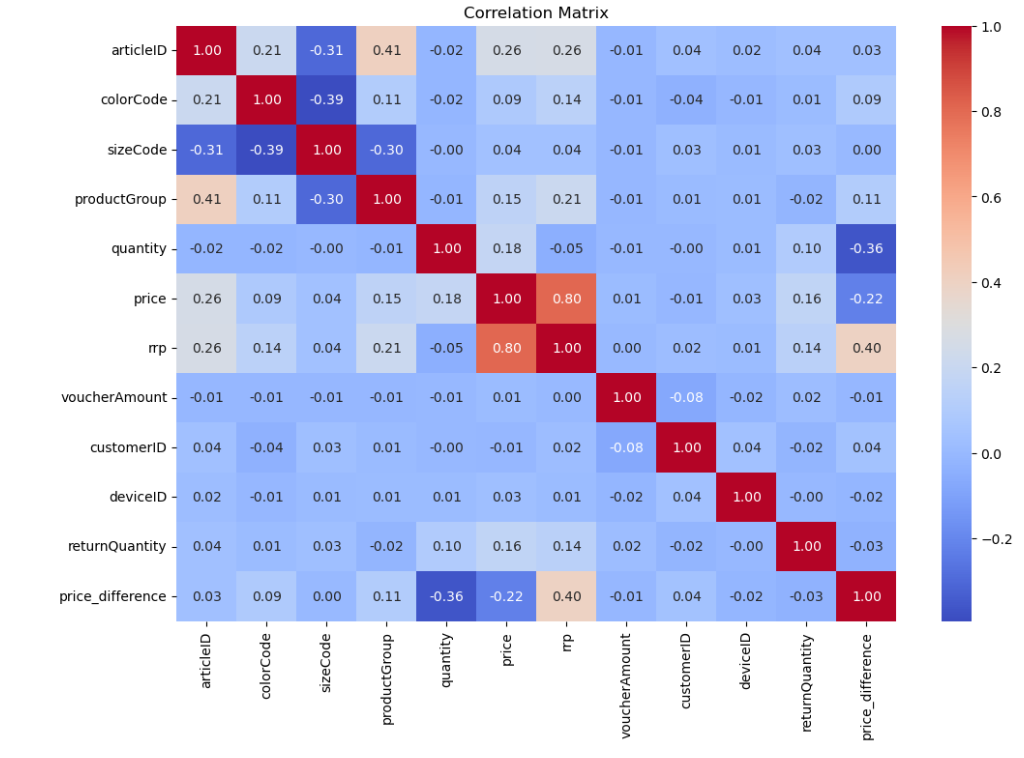 Correlation Matrix
articleID 1.00 0.21 -0.31 0.41 -0.02 0.26 0.26 -0.01 0.04 0.02 0.04 0.03
colorCode 0.21 1.00 -0.39 0.11 -0.02 0.09 0.14 -0.01 -0.04 -0.01 0.01 0.09
sizeCode -0.31 -0.39 1.00 -0.30 -0.00 0.04 0.04 -0.01 0.03 0.01 0.03 0.00
productGroup 0.41 0.11 -0.30 1.00 -0.01 0.15 0.21 -0.01 0.01 0.01 -0.02 0.11
quantity -0.02 -0.02 -0.00 -0.01 1.00 0.18 -0.05 -0.01 -0.00 0.01 0.10 -0.36
price 0.26 0.09 0.04 0.15 0.18 1.00 0.80 0.01 -0.01 0.03 0.16 -0.22
rrp 0.26 0.14 0.04 0.21 -0.05 0.80 1.00 0.00 0.02 0.01 0.14 0.40
voucherAmount -0.01 -0.01 -0.01 -0.01 -0.01 0.01 0.00 1.00 -0.08 -0.02 0.02 -0.01
customerID 0.04 -0.04 0.03 0.01 -0.00 -0.01 0.02 -0.08 1.00 0.04 -0.02 0.04
deviceID 0.02 -0.01 0.01 0.01 0.01 0.03 0.01 -0.02 0.04 1.00 -0.00 -0.02
returnQuantity 0.04 0.01 0.03 -0.02 0.10 0.16 0.14 0.02 -0.02 -0.00 1.00 -0.03
price_difference 0.03 0.09 0.00 0.11 -0.36 -0.22 0.40 -0.01 0.04 -0.02 -0.03 1.00
articleID
colorCode
sizeCode
productGroup
quantity
price
rrp
voucherAmount
customerID
deviceID
returnQuantity
price_difference
1.0
0.8
0.6
0.4
0.2
0.0
−0.2